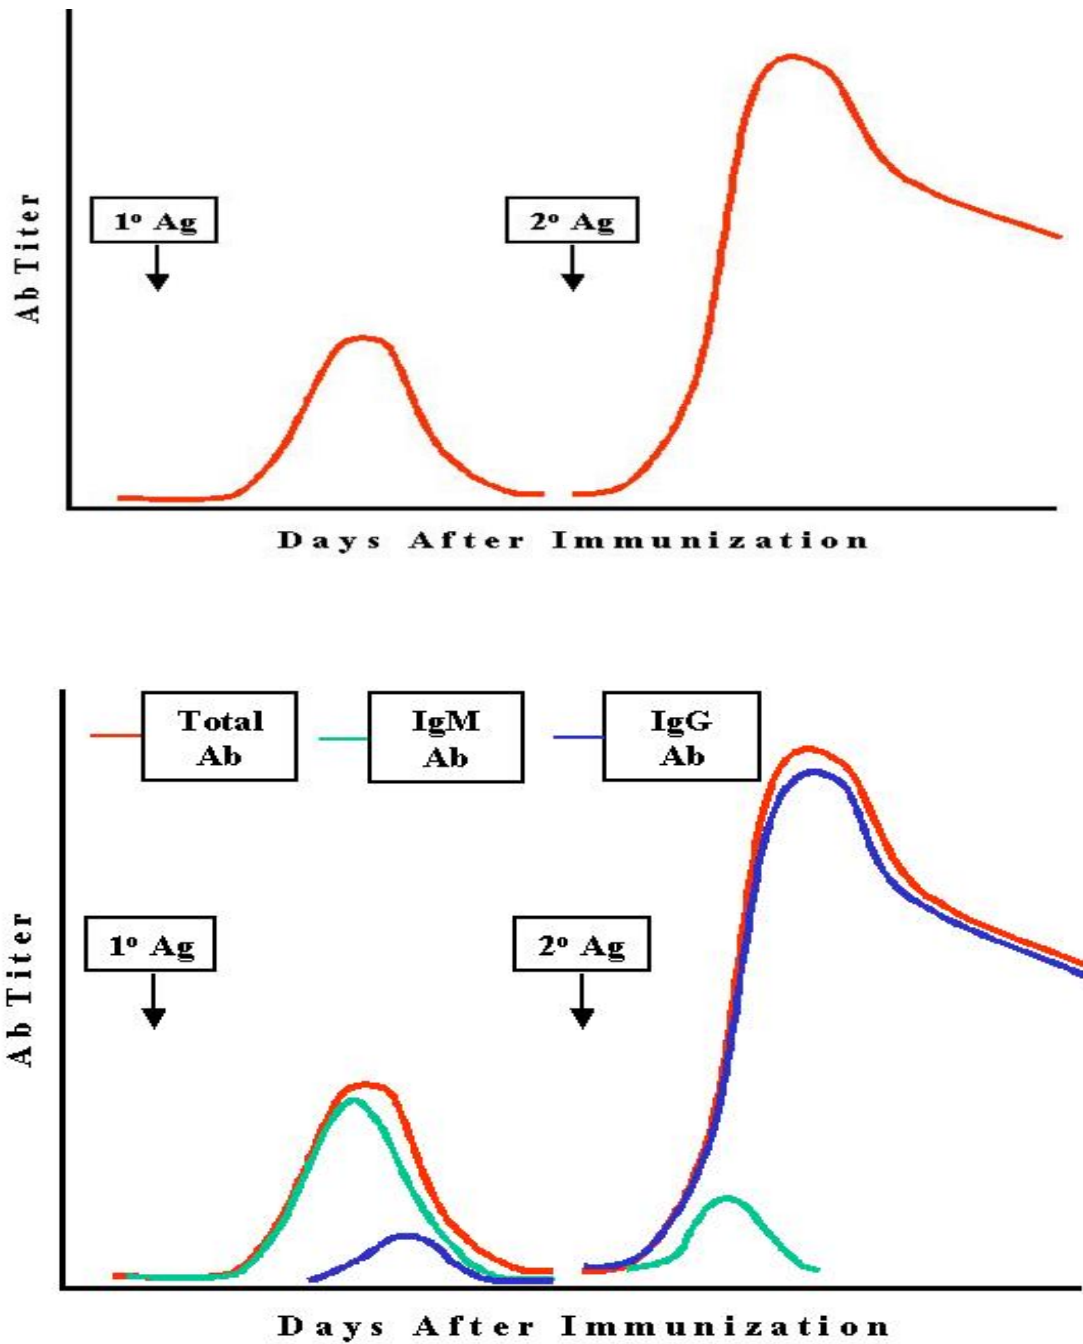 1º Ag
2º Ag
Ab Titer
Days After Immunization
Total
Ab
IgM
Ab
IgG
Ab
1º Ag
2º Ag
Ab Titer
Days After Immunization